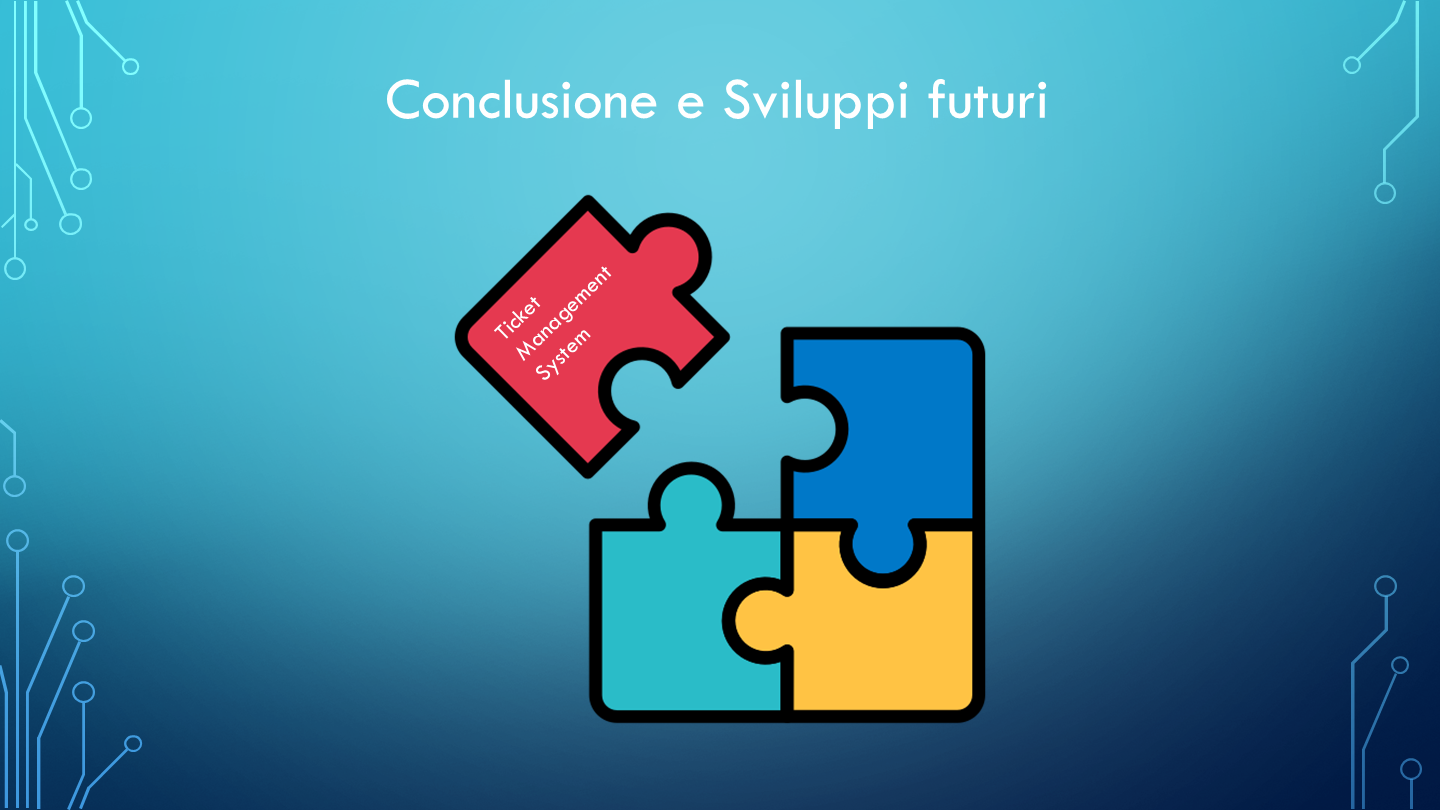 Conclusione e Sviluppi futuri
Ticket
Management
System